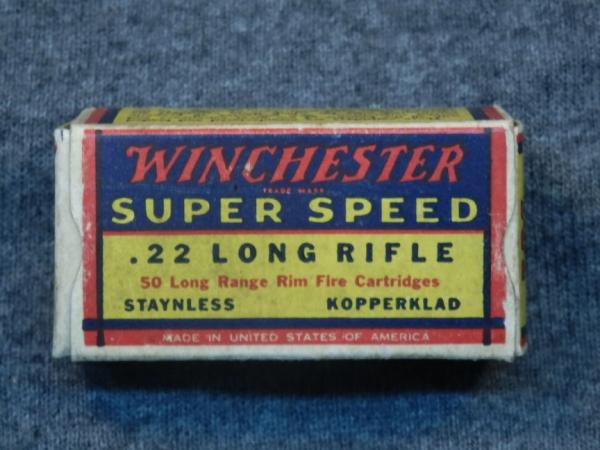 WINCHESTER
TRADE MARK
SUPER SPEED
.22 LONG RIFLE
50 Long Range Rim Fire Cartridges
STAYNLESS KOPPERKLAD
MADE IN UNITED STATES OF AMERICA